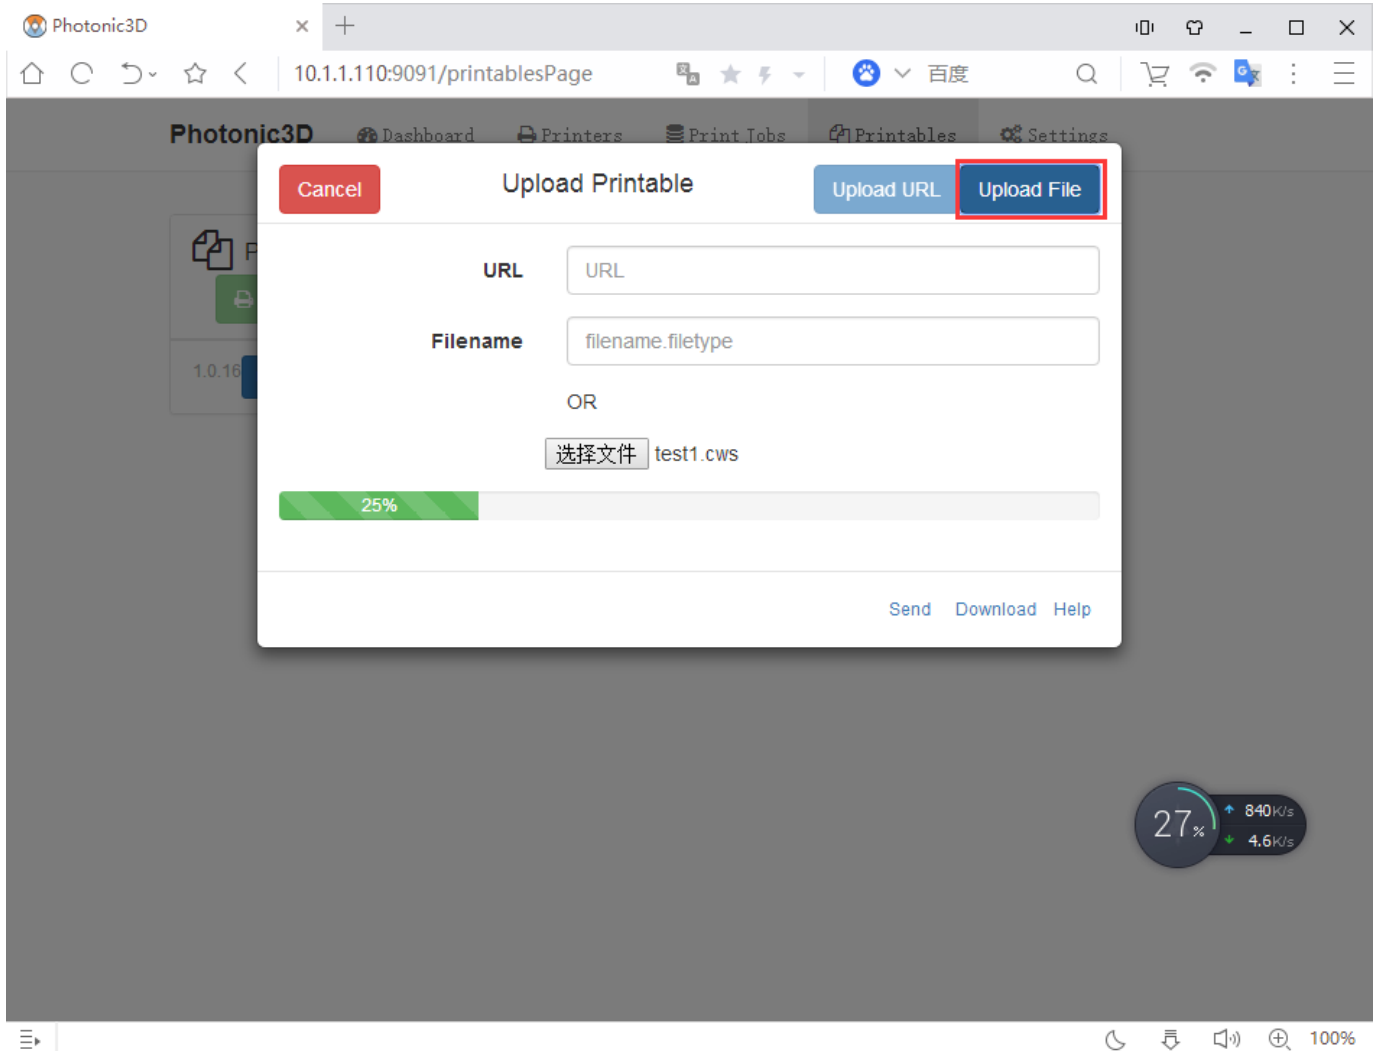 Photonic3D
10.1.1.110:9091/printablesPage
百度
Photonic3D Dashboard Printers Print Jobs Printables Settings
Cancel Upload Printable Upload URL Upload File
P
URL URL
Filename filename.filetype
1.0.16
OR
选择文件 test1.cws
25%
Send Download Help
27% 840K/s
4.6K/s
100%